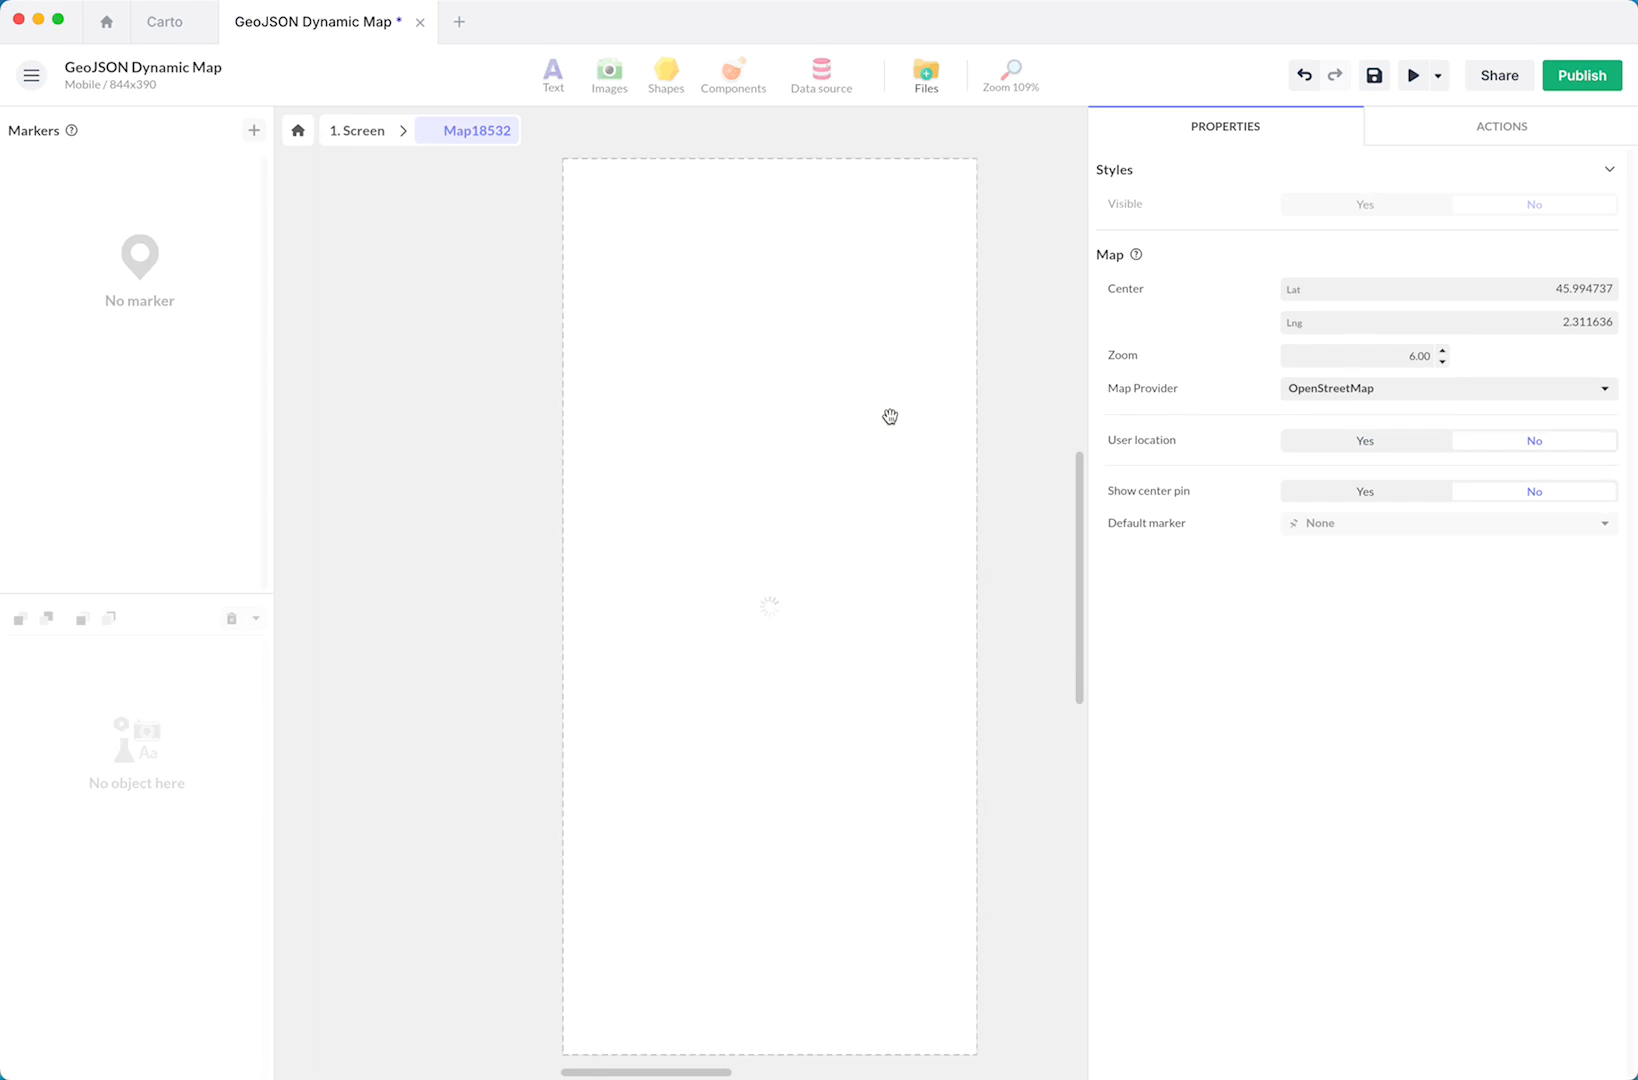 Carto
GeoJSON Dynamic Map *
GeoJSON Dynamic Map
Mobile / 844x390
Text
Images
Shapes
Components
Data source
Files
Zoom 109%
Share
Publish
Markers
1. Screen
Map18532
PROPERTIES
ACTIONS
No marker
No object here
Aa
Styles
Visible
Yes
No
Map
Center
Lat
45.994737
Lng
2.311636
Zoom
6.00
Map Provider
OpenStreetMap
User location
Yes
No
Show center pin
Yes
No
Default marker
None